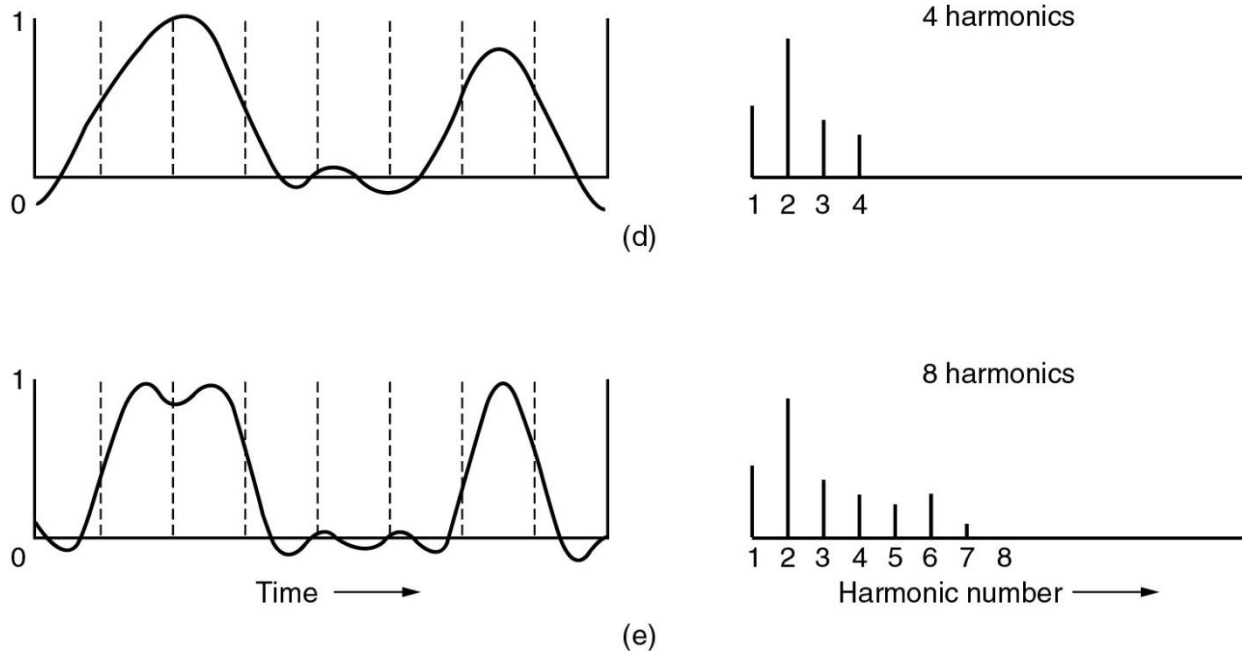 1
4 harmonics
0
1 2 3 4
(d)
1
8 harmonics
0
1 2 3 4 5 6 7 8
Time
Harmonic number
(e)